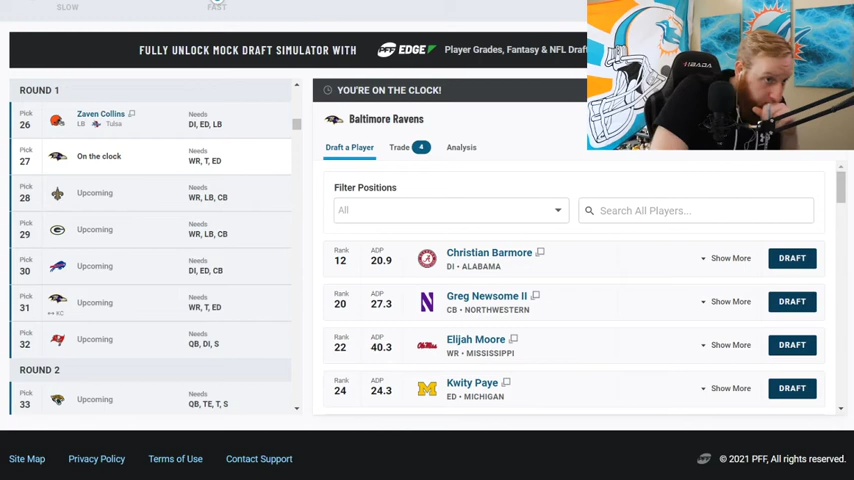 SLOW
FAST
FULLY UNLOCK MOCK DRAFT SIMULATOR WITH
PFF EDGE
Player Grades, Fantasy & NFL Draf
ROUND 1
Pick 26
Zaven Collins
LB Tulsa
Needs
DI, ED, LB
Pick 27
On the clock
Needs
WR, T, ED
Pick 28
Upcoming
Needs
WR, LB, CB
Pick 29
Upcoming
Needs
WR, LB, CB
Pick 30
Upcoming
Needs
DI, ED, CB
Pick 31
KC
Upcoming
Needs
WR, T, ED
Pick 32
Upcoming
Needs
QB, DI, S
ROUND 2
Pick 33
Upcoming
Needs
QB, TE, T, S
YOU'RE ON THE CLOCK!
Baltimore Ravens
Draft a Player
Trade 4
Analysis
Filter Positions
All
Search All Players...
Rank 12
ADP 20.9
Christian Barmore
DI • ALABAMA
Show More
DRAFT
Rank 20
ADP 27.3
Greg Newsome II
CB • NORTHWESTERN
Show More
DRAFT
Rank 22
ADP 40.3
Elijah Moore
WR • MISSISSIPPI
Show More
DRAFT
Rank 24
ADP 24.3
Kwity Paye
ED • MICHIGAN
Show More
DRAFT
Site Map
Privacy Policy
Terms of Use
Contact Support
© 2021 PFF, All rights reserved.